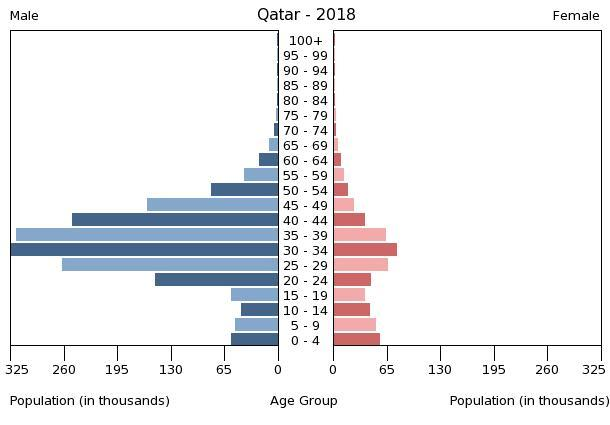 Male Qatar - 2018 Female
100+
95 - 99
90 - 94
85 - 89
80 - 84
75 - 79
70 - 74
65 - 69
60 - 64
55 - 59
50 - 54
45 - 49
40 - 44
35 - 39
30 - 34
25 - 29
20 - 24
15 - 19
10 - 14
5 - 9
0 - 4
325 260 195 130 65 0 0 65 130 195 260 325
Population (in thousands) Age Group Population (in thousands)